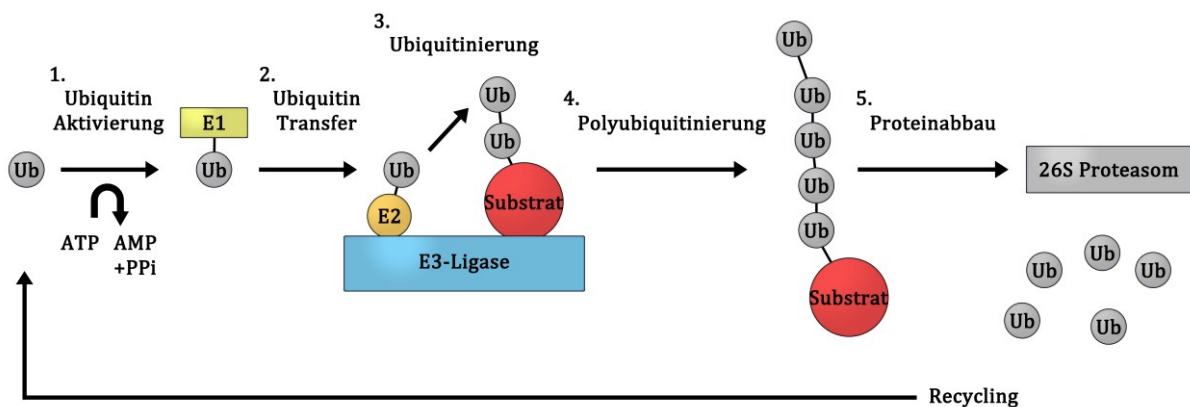 1.
Ubiquitin
Aktivierung
Ub
ATP
AMP
+PPi
E1
Ub
2.
Ubiquitin
Transfer
3.
Ubiquitinierung
Ub
E2
Ub
Ub
Substrat
E3-Ligase
4.
Polyubiquitinierung
Ub
Ub
Ub
Ub
Ub
Substrat
5.
Proteinabbau
26S Proteasom
Ub
Ub
Ub
Ub
Ub
Recycling